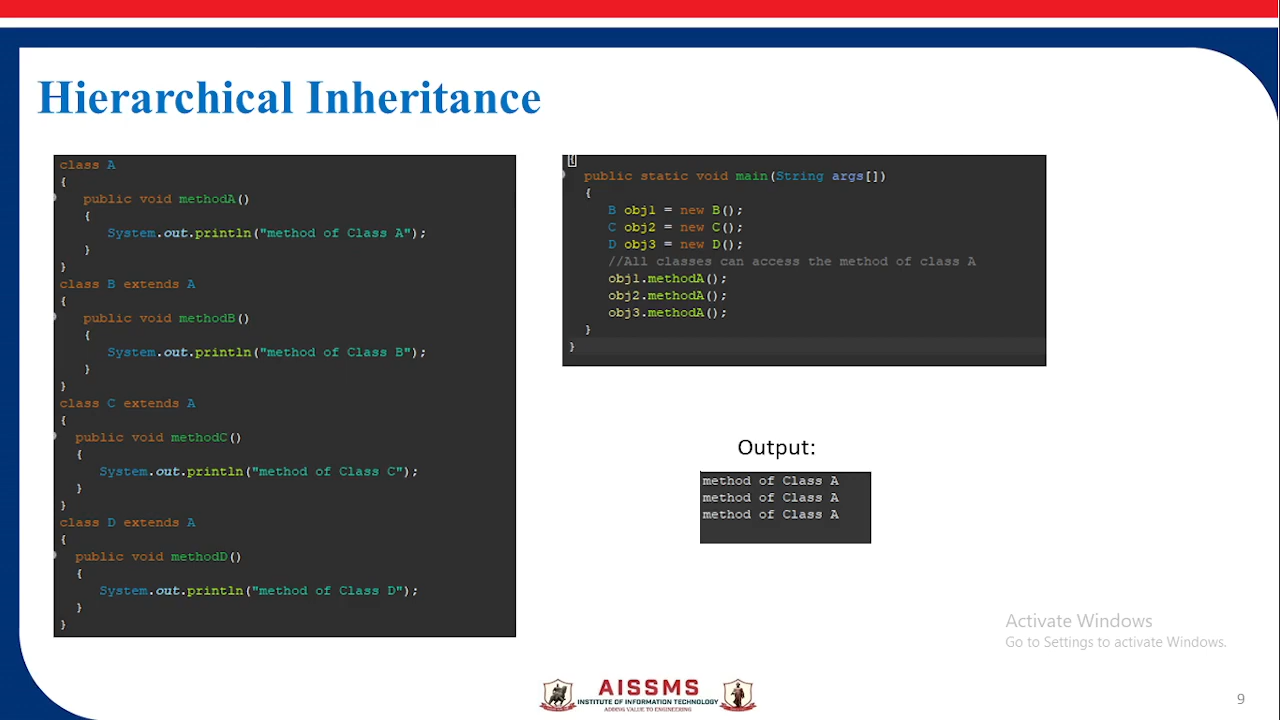 Hierarchical Inheritance
class A
{
public void methodA()
{
System.out.println("method of Class A");
}
}
class B extends A
{
public void methodB()
{
System.out.println("method of Class B");
}
}
class C extends A
{
public void methodC()
{
System.out.println("method of Class C");
}
}
class D extends A
{
public void methodD()
{
System.out.println("method of Class D");
}
}
{
public static void main(String args[])
{
B obj1 = new B();
C obj2 = new C();
D obj3 = new D();
//All classes can access the method of class A
obj1.methodA();
obj2.methodA();
obj3.methodA();
}
}
Output:
method of Class A
method of Class A
method of Class A
Activate Windows
Go to Settings to activate Windows.
AISSMS
INSTITUTE OF INFORMATION TECHNOLOGY
ADDING VALUE TO ENGINEERING
9